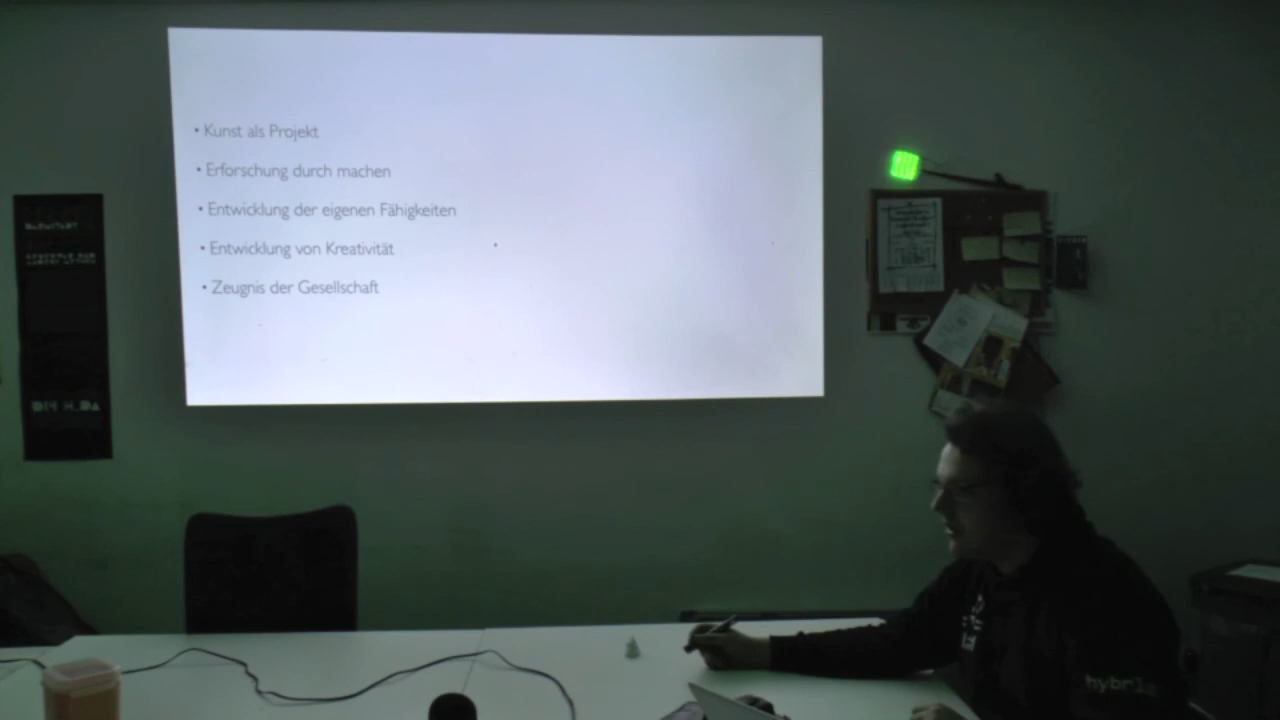 • Kunst als Projekt
• Erforschung durch machen
• Entwicklung der eigenen Fähigkeiten
• Entwicklung von Kreativität
• Zeugnis der Gesellschaft